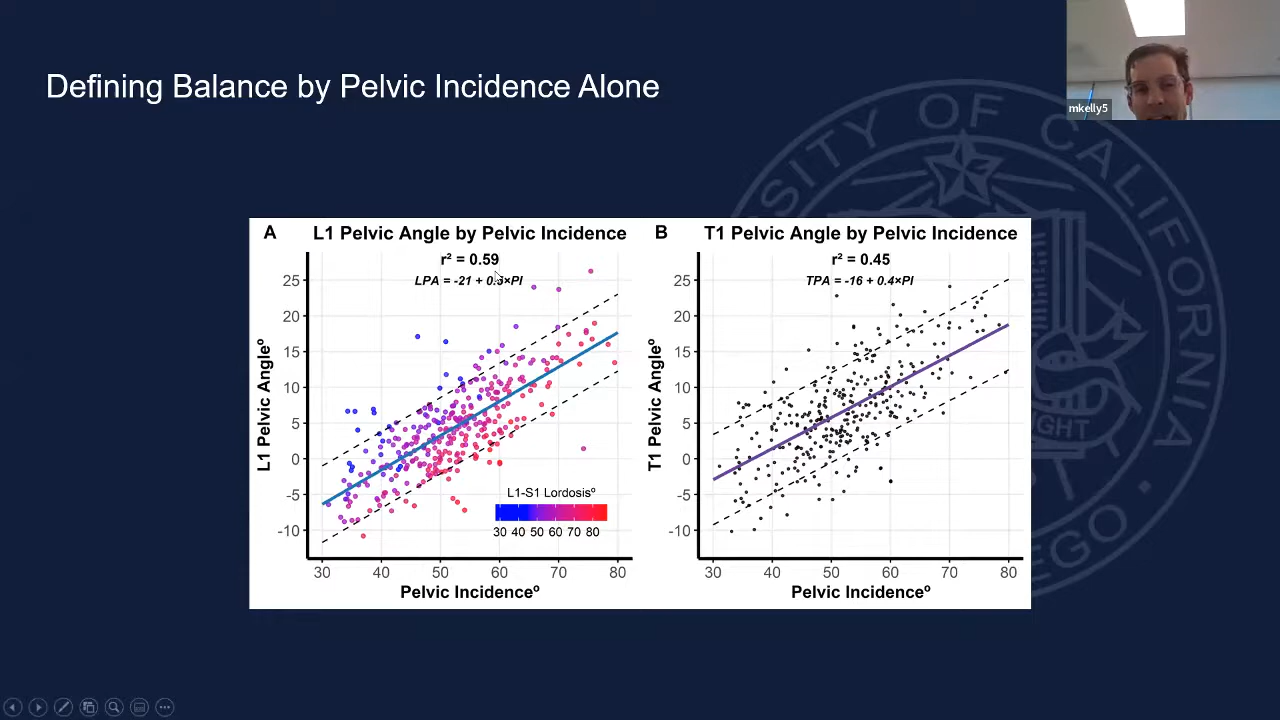 Defining Balance by Pelvic Incidence Alone
mkelly5
UNIVERSITY OF CALIFORNIA
A
L1 Pelvic Angle by Pelvic Incidence
r² = 0.59
25
20
15
10
5
0
-5
-10
L1 Pelvic Angleº
L1-S1 Lordosisº
30 40 50 60 70 80
30 40 50 60 70 80
Pelvic Incidenceº
B
T1 Pelvic Angle by Pelvic Incidence
r² = 0.45
TPA = -16 + 0.4×PI
25
20
15
10
5
0
-5
-10
T1 Pelvic Angleº
30 40 50 60 70 80
Pelvic Incidenceº